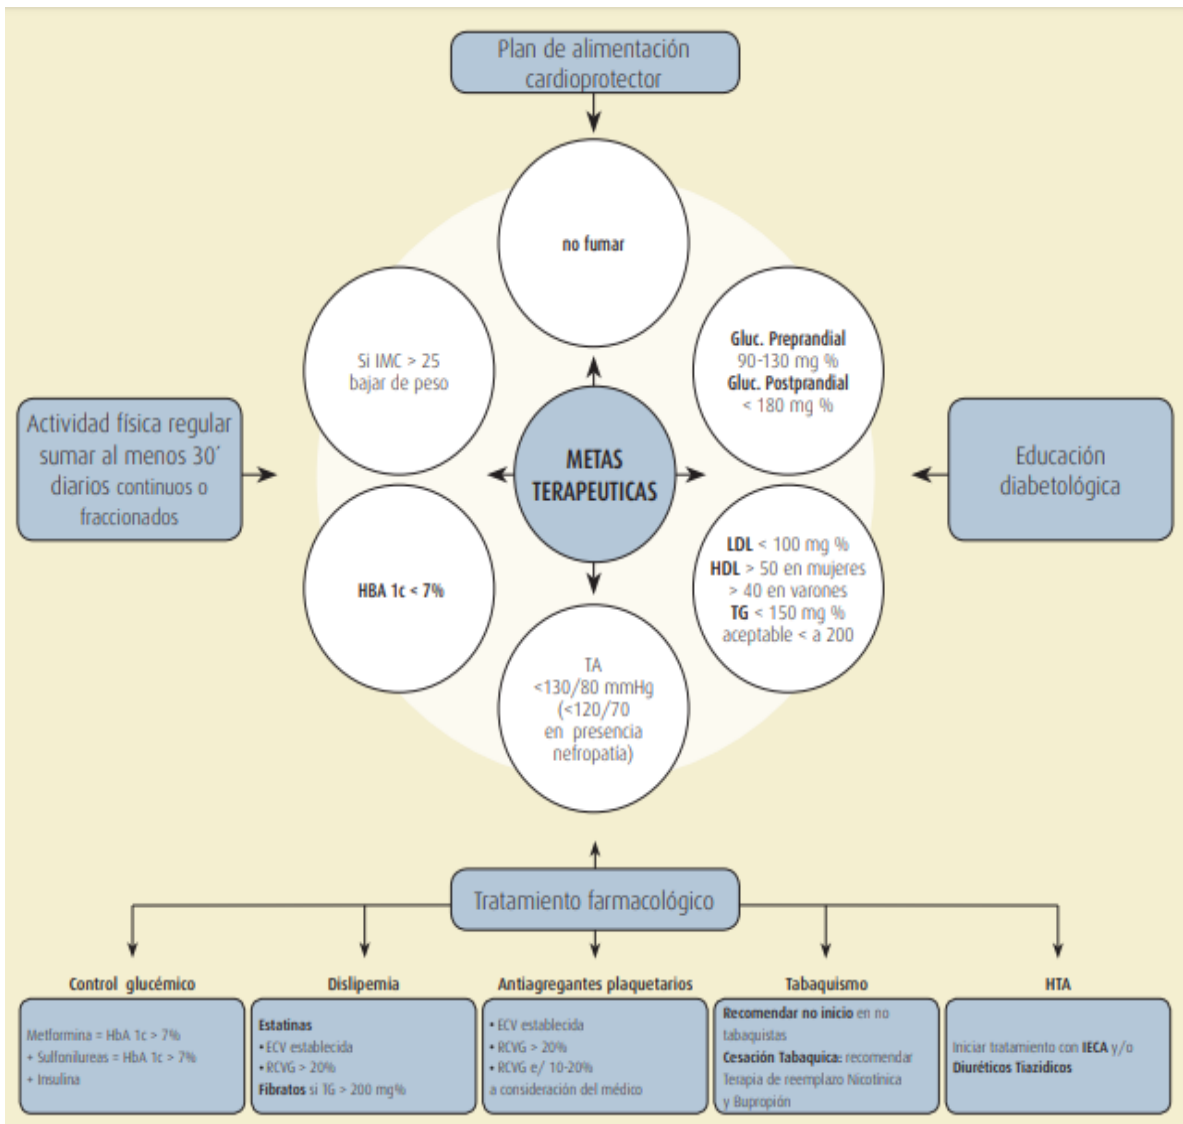 Plan de alimentación
cardioprotector
no fumar
Si IMC > 25
bajar de peso
Gluc. Preprandial
90-130 mg %
Gluc. Postprandial
< 180 mg %
Actividad física regular
sumar al menos 30´
diarios continuos o
fraccionados
METAS
TERAPEUTICAS
Educación
diabetológica
HBA 1c < 7%
LDL < 100 mg %
HDL > 50 en mujeres
> 40 en varones
TG < 150 mg %
aceptable < a 200
TA
<130/80 mmHg
(<120/70
en presencia
nefropatía)
Tratamiento farmacológico
Control glucémico
Metformina = HbA 1c > 7%
+ Sulfonilureas = HbA 1c > 7%
+ Insulina
Dislipemia
Estatinas
• ECV establecida
• RCVG > 20%
Fibratos si TG > 200 mg%
Antiagregantes plaquetarios
• ECV establecida
• RCVG > 20%
• RCVG e/ 10-20%
a consideración del médico
Tabaquismo
Recomendar no inicio en no
tabaquistas
Cesación Tabaquica: recomendar
Terapia de reemplazo Nicotínica
y Bupropión
HTA
Iniciar tratamiento con IECA y/o
Diuréticos Tiazidicos